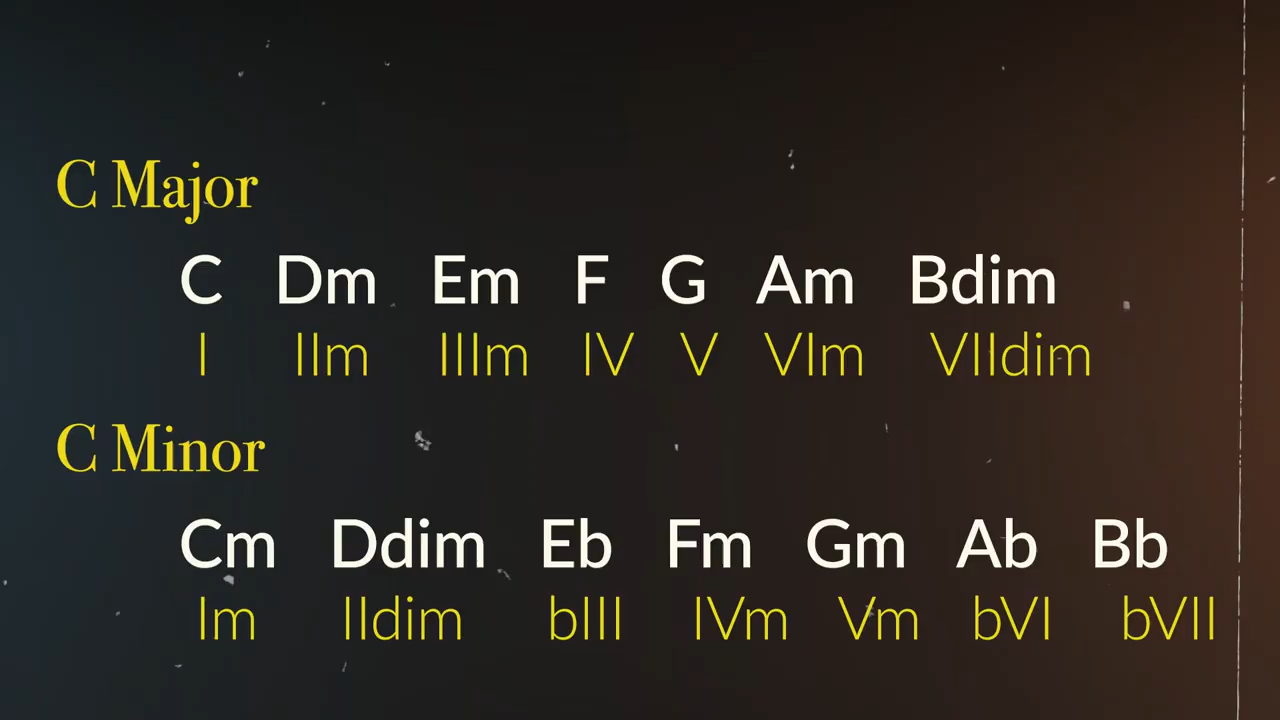 C Major
C Dm Em F G Am Bdim
I IIm IIIm IV V VIm VIIdim
C Minor
Cm Ddim Eb Fm Gm Ab Bb
Im IIdim bIII IVm Vm bVI bVII